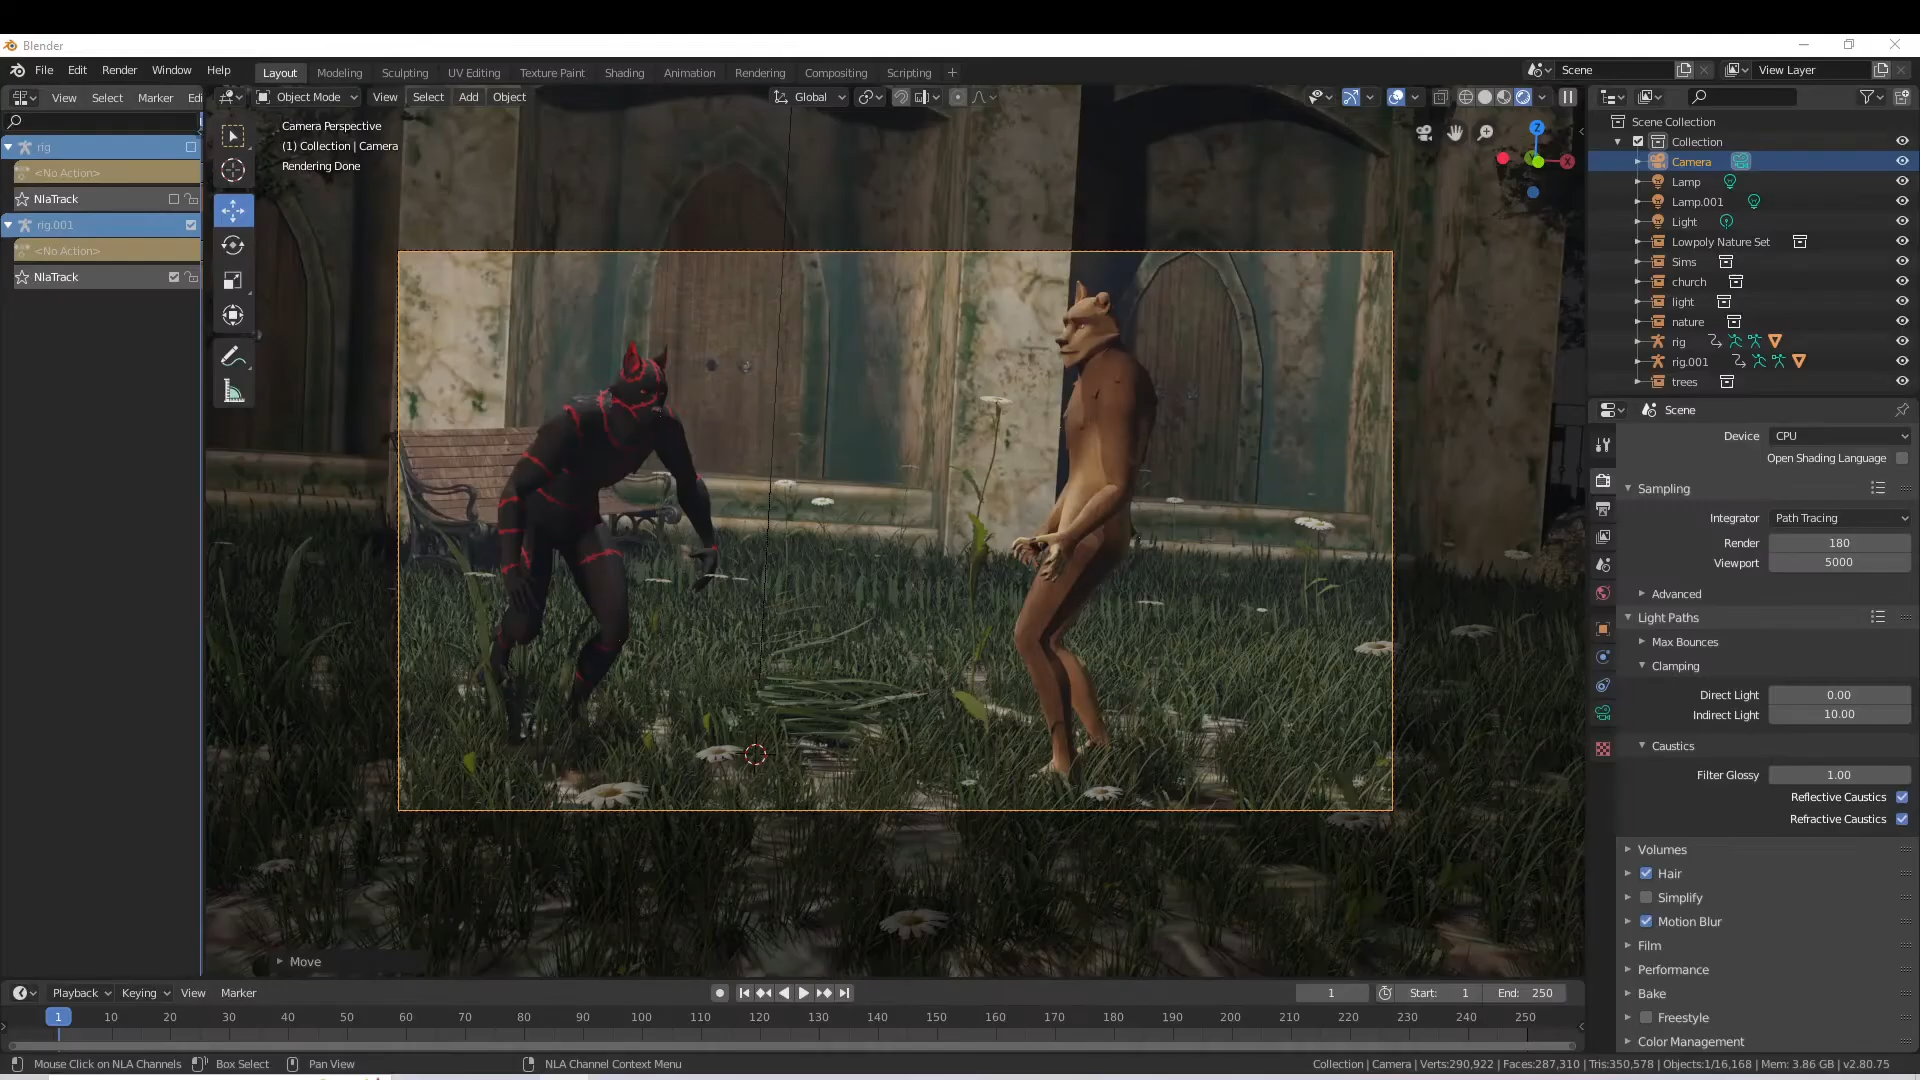 Blender
File Edit Render Window Help
Layout Modeling Sculpting UV Editing Texture Paint Shading Animation Rendering Compositing Scripting
Scene
View Layer
View Select Marker Edi
Object Mode View Select Add Object
Global
rig
<No Action>
NlaTrack
rig.001
<No Action>
NlaTrack
Camera Perspective
(1) Collection | Camera
Rendering Done
Z
X
Scene Collection
Collection
Camera
Lamp
Lamp.001
Light
Lowpoly Nature Set
Sims
church
light
nature
rig
rig.001
trees
Scene
Device CPU
Open Shading Language
Sampling
Integrator Path Tracing
Render 180
Viewport 5000
Advanced
Light Paths
Max Bounces
Clamping
Direct Light 0.00
Indirect Light 10.00
Caustics
Filter Glossy 1.00
Reflective Caustics
Refractive Caustics
Volumes
Hair
Simplify
Motion Blur
Film
Performance
Bake
Freestyle
Color Management
Move
Playback Keying View Marker
1 Start: 1 End: 250
1 10 20 30 40 50 60 70 80 90 100 110 120 130 140 150 160 170 180 190 200 210 220 230 240 250
Mouse Click on NLA Channels Box Select Pan View NLA Channel Context Menu
Collection | Camera | Verts:290,922 | Faces:287,310 | Tris:350,578 | Objects:1/16,168 | Mem: 3.86 GB | v2.80.75